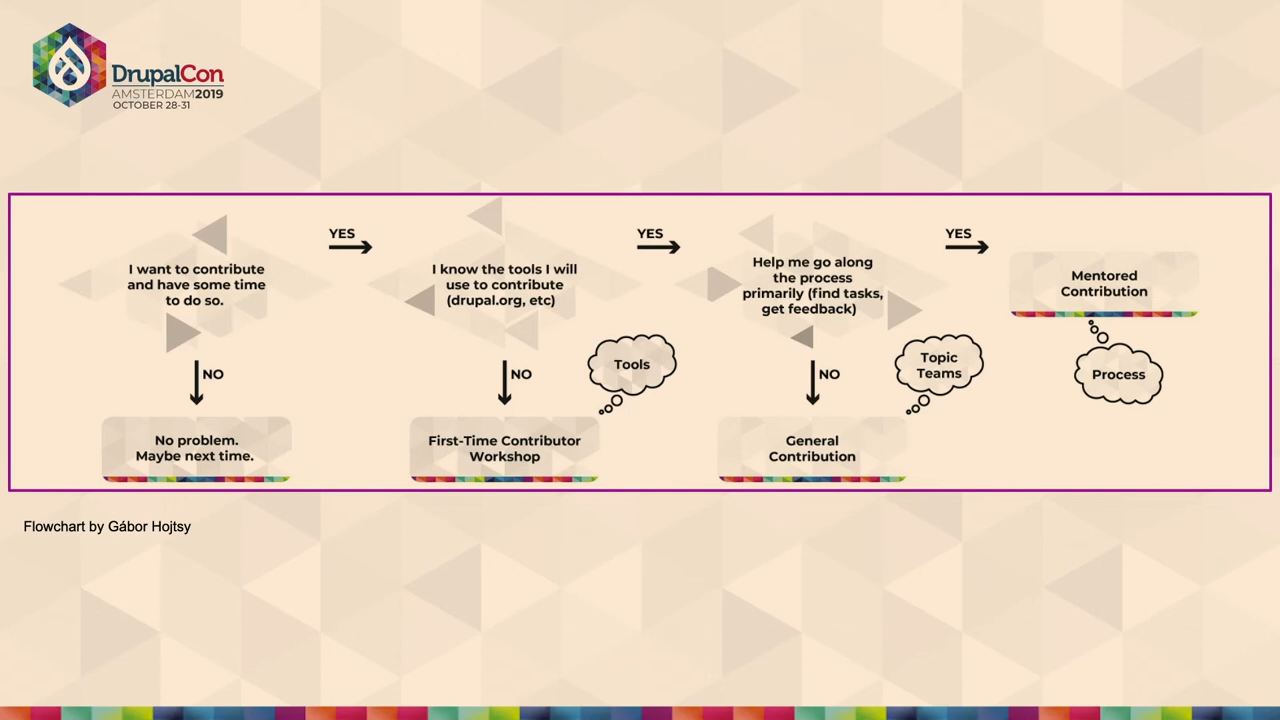 DrupalCon
AMSTERDAM2019
OCTOBER 28-31
I want to contribute
and have some time
to do so.
YES
NO
No problem.
Maybe next time.
I know the tools I will
use to contribute
(drupal.org, etc)
YES
NO
Tools
First-Time Contributor
Workshop
Help me go along
the process
primarily (find tasks,
get feedback)
YES
NO
Topic
Teams
General
Contribution
Mentored
Contribution
Process
Flowchart by Gábor Hojtsy